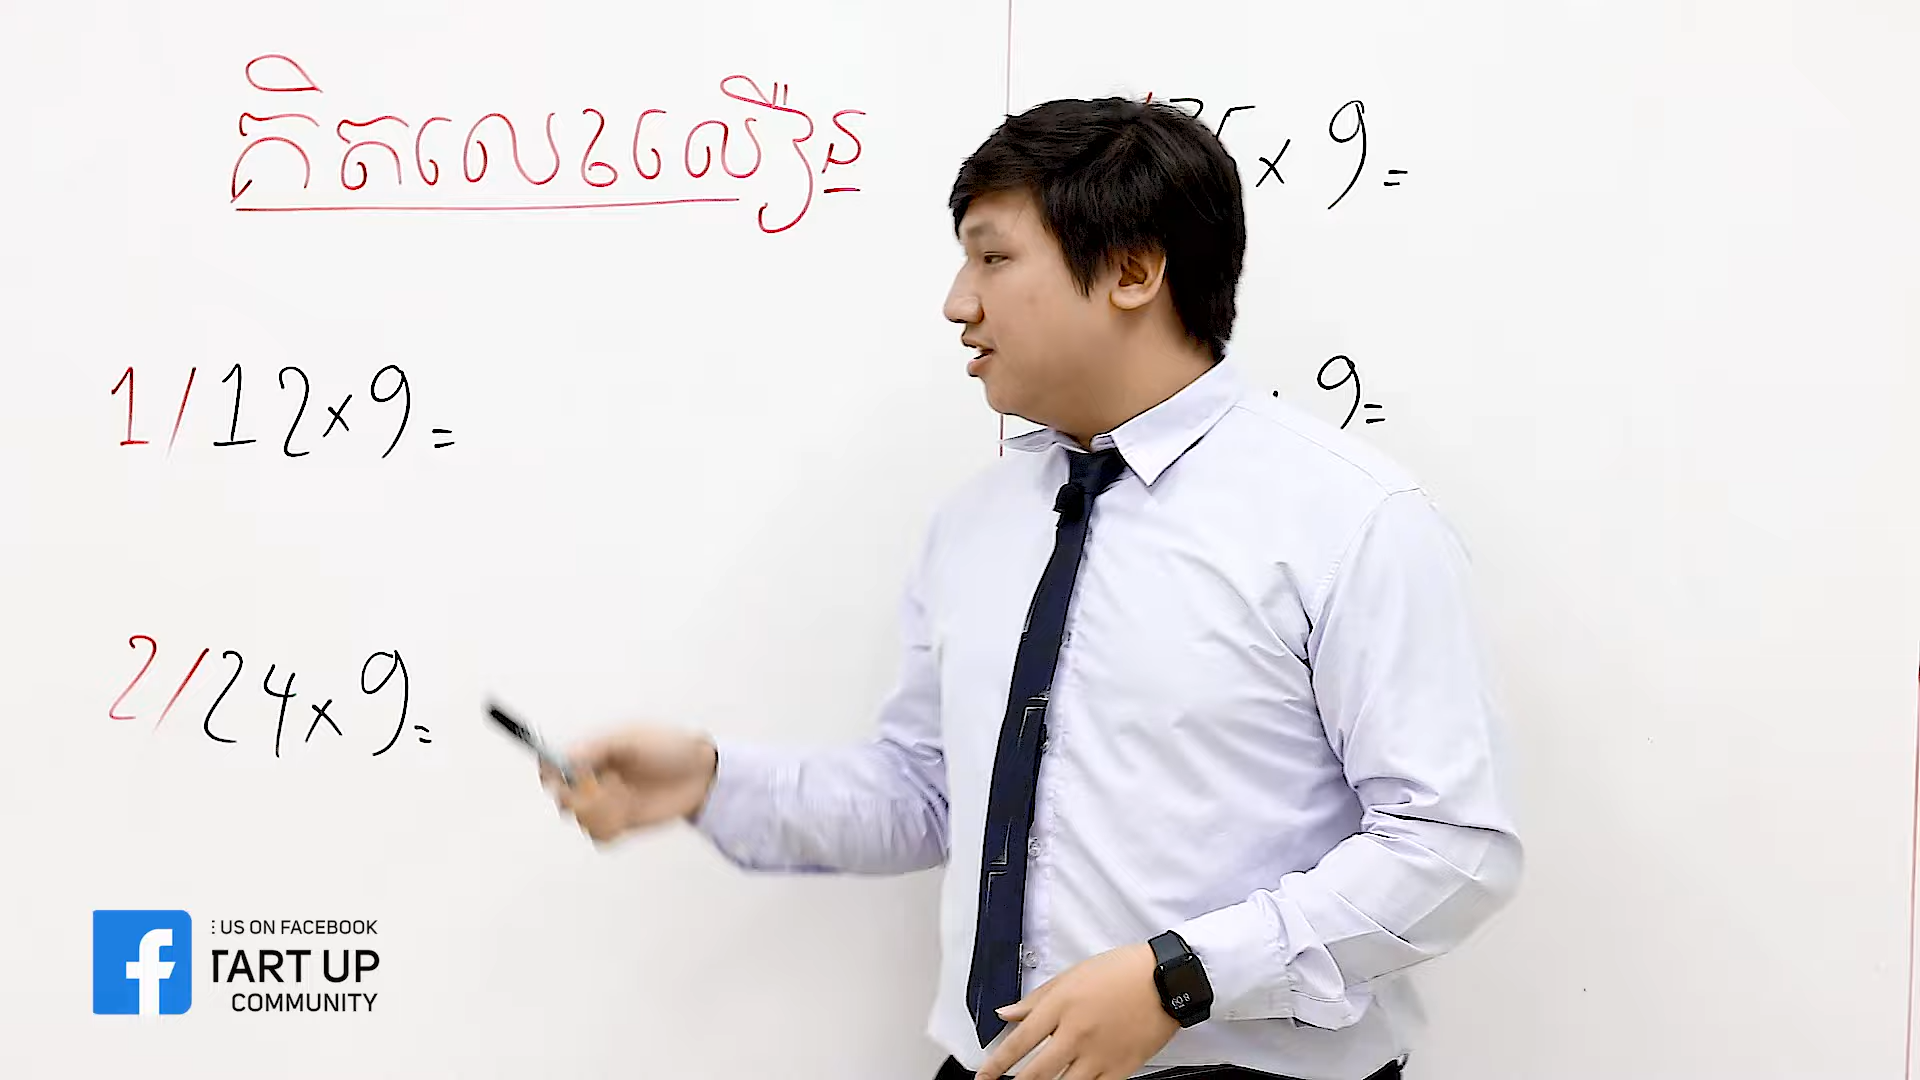 គិតលេខលឿន
1/ 12 × 9 =
2/ 24 × 9 =
× 9 =
9 =
US ON FACEBOOK
TART UP
COMMUNITY